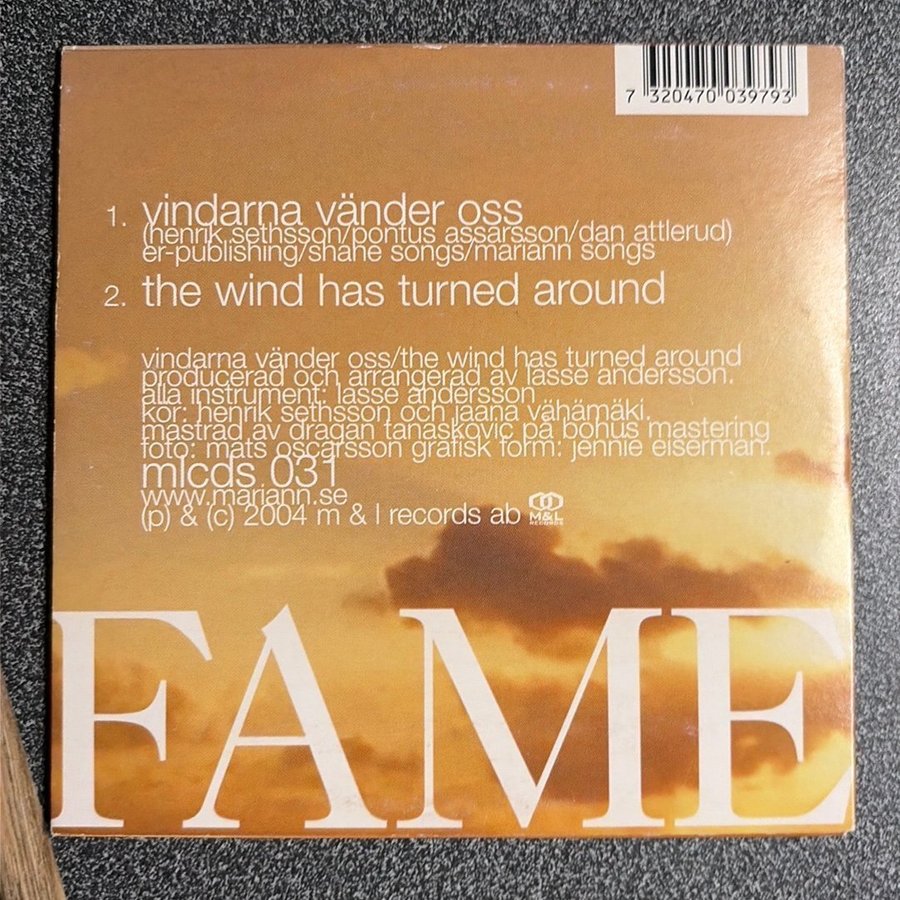 7 320470 039793
1. vindarna vänder oss
(henrik sethsson/pontus assarsson/dan attlerud)
er-publishing/shane songs/mariann songs
2. the wind has turned around
vindarna vänder oss/the wind has turned around
producerad och arrangerad av lasse andersson.
alla instrument: lasse andersson
kör: henrik sethsson och jaana vähämäki.
mastrad av dragan tanaskovic på bohus mastering
foto: mats oscarsson grafisk form: jennie eiserman.
mlcds 031
www.mariann.se
(p) & (c) 2004 m & l records ab M&L RECORDS
FAME